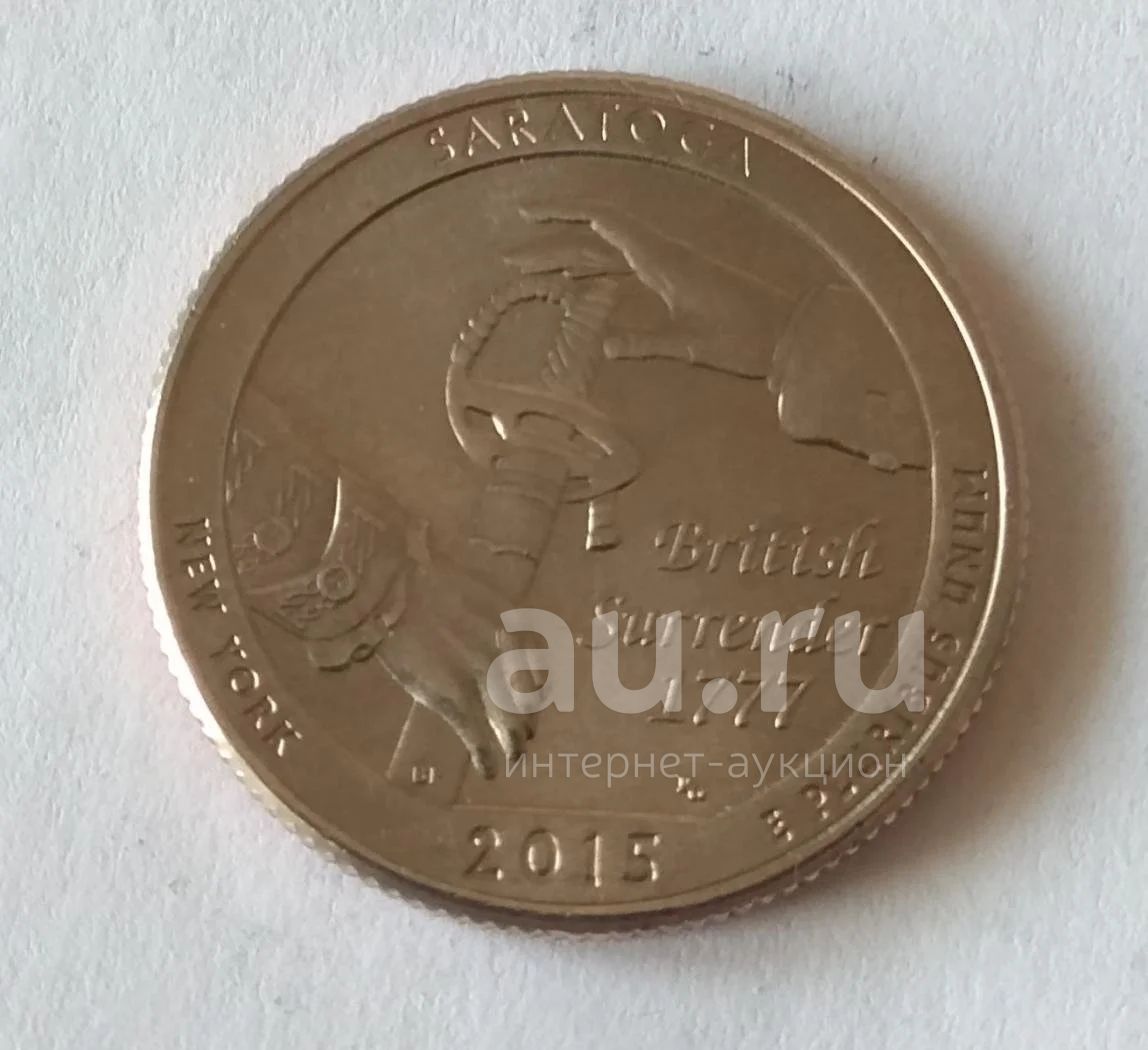 SARATOGA
British
Surrender
1777
NEW YORK
E PLURIBUS UNUM
2015
au.ru
интернет-аукцион